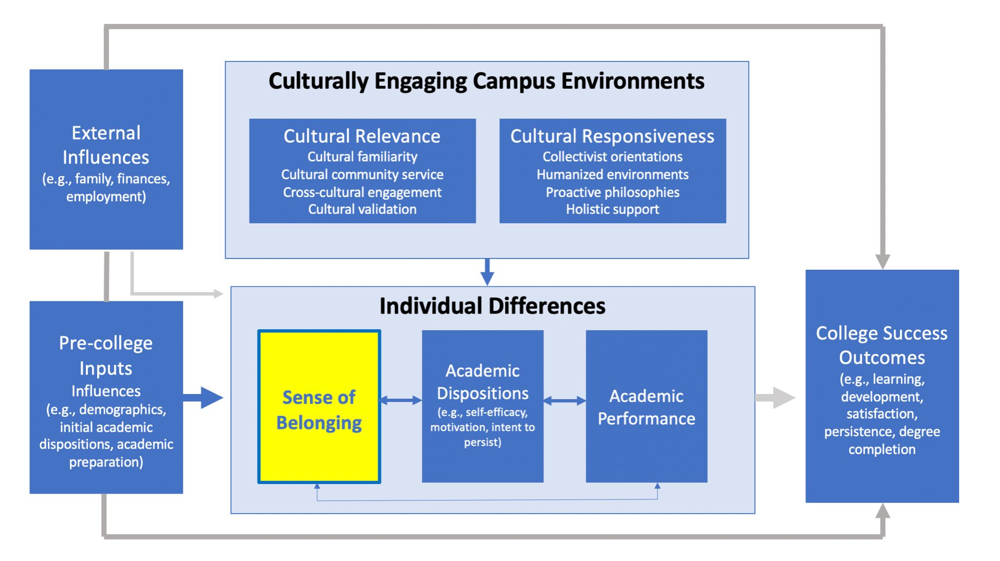 External
Influences
(e.g., family, finances,
employment)
Culturally Engaging Campus Environments
Cultural Relevance
Cultural familiarity
Cultural community service
Cross-cultural engagement
Cultural validation
Cultural Responsiveness
Collectivist orientations
Humanized environments
Proactive philosophies
Holistic support
Pre-college
Inputs
Influences
(e.g., demographics,
initial academic
dispositions, academic
preparation)
Individual Differences
Sense of
Belonging
Academic
Dispositions
(e.g., self-efficacy,
motivation, intent to
persist)
Academic
Performance
College Success
Outcomes
(e.g., learning,
development,
satisfaction,
persistence, degree
completion